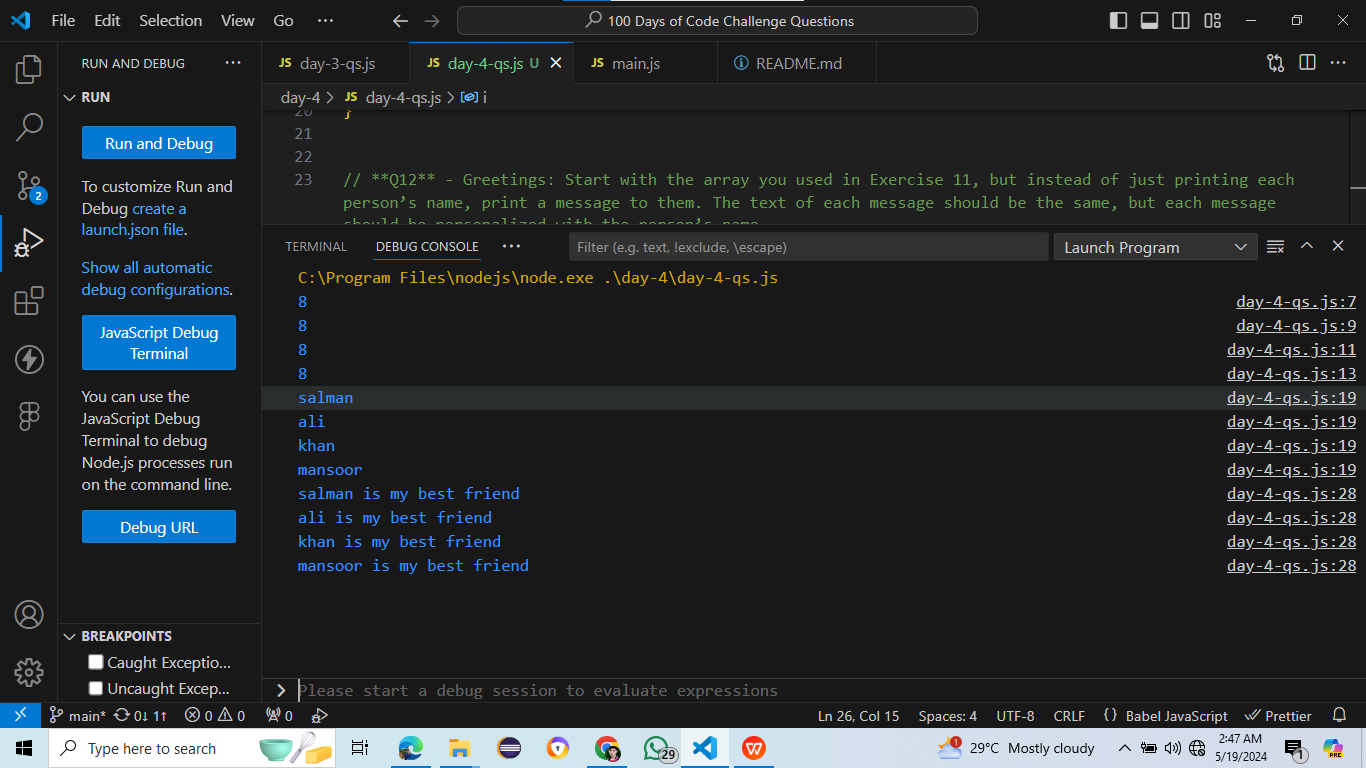 File Edit Selection View Go ··· 100 Days of Code Challenge Questions
RUN AND DEBUG ···
JS day-3-qs.js JS day-4-qs.js U JS main.js README.md
day-4 > JS day-4-qs.js > i
RUN
Run and Debug
To customize Run and
Debug create a
launch.json file.
Show all automatic
debug configurations.
JavaScript Debug
Terminal
You can use the
JavaScript Debug
Terminal to debug
Node.js processes run
on the command line.
Debug URL
BREAKPOINTS
Caught Exceptio...
Uncaught Excep...
20 }
21
22
23 // **Q12** - Greetings: Start with the array you used in Exercise 11, but instead of just printing each
person’s name, print a message to them. The text of each message should be the same, but each message
should be personalized with the person’s name
TERMINAL DEBUG CONSOLE ··· Filter (e.g. text, !exclude, \escape) Launch Program
C:\Program Files\nodejs\node.exe .\day-4\day-4-qs.js
8 day-4-qs.js:7
8 day-4-qs.js:9
8 day-4-qs.js:11
8 day-4-qs.js:13
salman day-4-qs.js:19
ali day-4-qs.js:19
khan day-4-qs.js:19
mansoor day-4-qs.js:19
salman is my best friend day-4-qs.js:28
ali is my best friend day-4-qs.js:28
khan is my best friend day-4-qs.js:28
mansoor is my best friend day-4-qs.js:28
Please start a debug session to evaluate expressions
2
main* 0↓ 1↑ 0 0 0 Ln 26, Col 15 Spaces: 4 UTF-8 CRLF {} Babel JavaScript Prettier
Type here to search 29 1 29°C Mostly cloudy 2:47 AM 1 PRE
5/19/2024